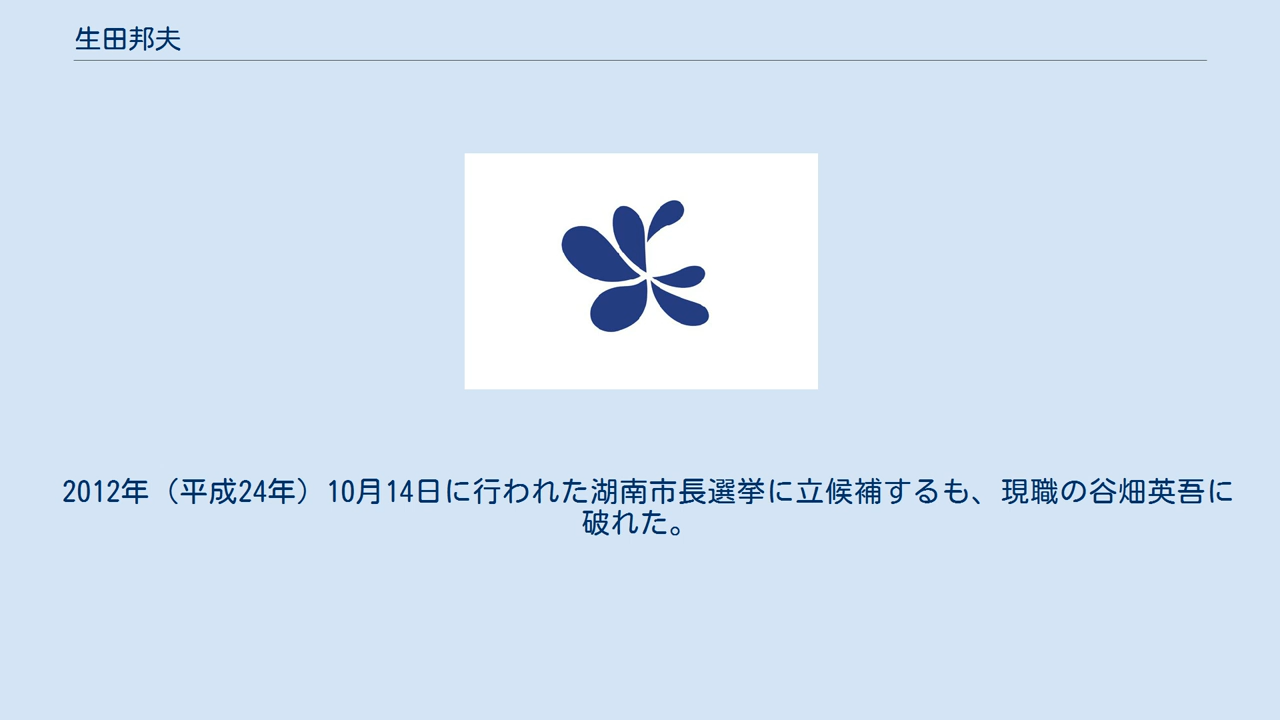 生田邦夫
2012年（平成24年）10月14日に行われた湖南市長選挙に立候補するも、現職の谷畑英吾に
破れた。